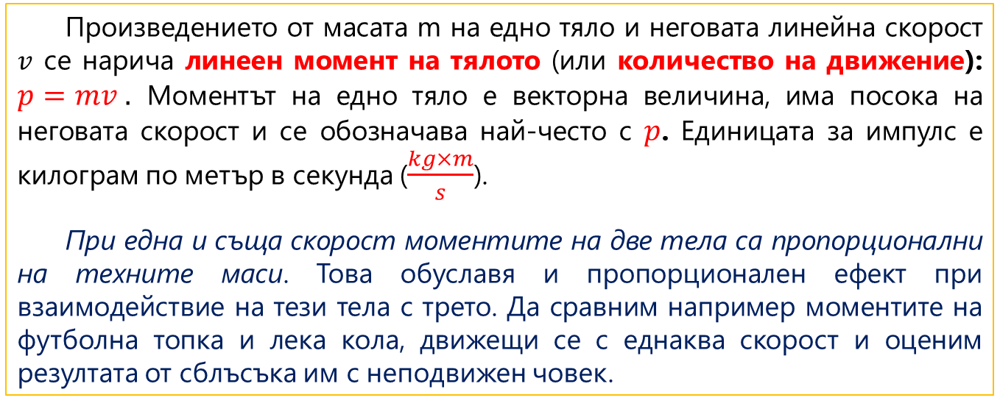 Произведението от масата m на едно тяло и неговата линейна скорост
𝑣 се нарича линеен момент на тялото (или количество на движение):
𝑝 = 𝑚𝑣 . Моментът на едно тяло е векторна величина, има посока на
неговата скорост и се обозначава най-често с 𝑝. Единицата за импулс е
килограм по метър в секунда (𝑘𝑔×𝑚/𝑠).
При една и съща скорост моментите на две тела са пропорционални
на техните маси. Това обуславя и пропорционален ефект при
взаимодействие на тези тела с трето. Да сравним например моментите на
футболна топка и лека кола, движещи се с еднаква скорост и оценим
резултата от сблъсъка им с неподвижен човек.